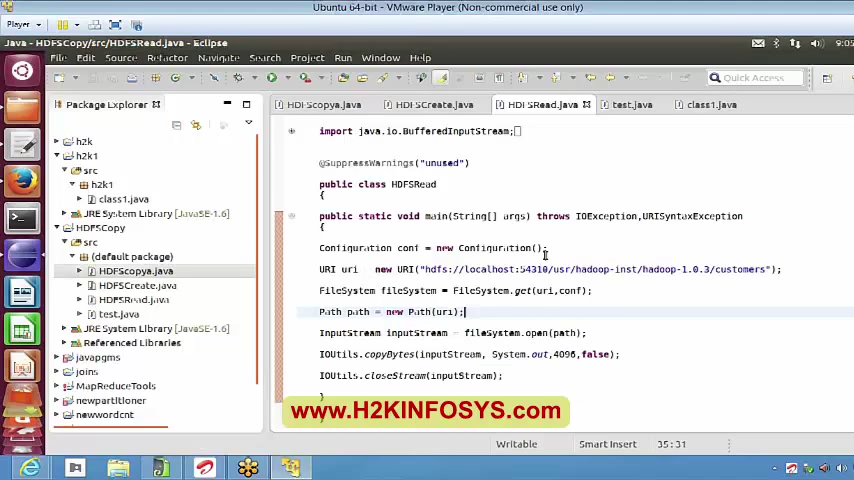 Ubuntu 64-bit - VMware Player (Non-commercial use only)
Player
Java - HDFSCopy/src/HDFSRead.java - Eclipse
9:05
File Edit Source Refactor Navigate Search Project Run Window Help
Quick Access
Package Explorer
HDFScopya.java
HDFSCreate.java
HDFSRead.java
test.java
class1.java
h2k
h2k1
src
h2k1
class1.java
JRE System Library [JavaSE-1.6]
HDFSCopy
src
(default package)
HDFScopya.java
HDFSCreate.java
HDFSRead.java
test.java
JRE System Library [JavaSE-1.6]
Referenced Libraries
javapgms
joins
MapReduceTools
newpartitioner
newwordcnt
import java.io.BufferedInputStream;
@SuppressWarnings("unused")
public class HDFSRead
{
public static void main(String[] args) throws IOException,URISyntaxException
{
Configuration conf = new Configuration();
URI uri = new URI("hdfs://localhost:54310/usr/hadoop-inst/hadoop-1.0.3/customers");
FileSystem fileSystem = FileSystem.get(uri,conf);
Path path = new Path(uri);
InputStream inputStream = fileSystem.open(path);
IOUtils.copyBytes(inputStream, System.out,4096,false);
IOUtils.closeStream(inputStream);
}
www.H2KINFOSYS.com
Writable
Smart Insert
35:31